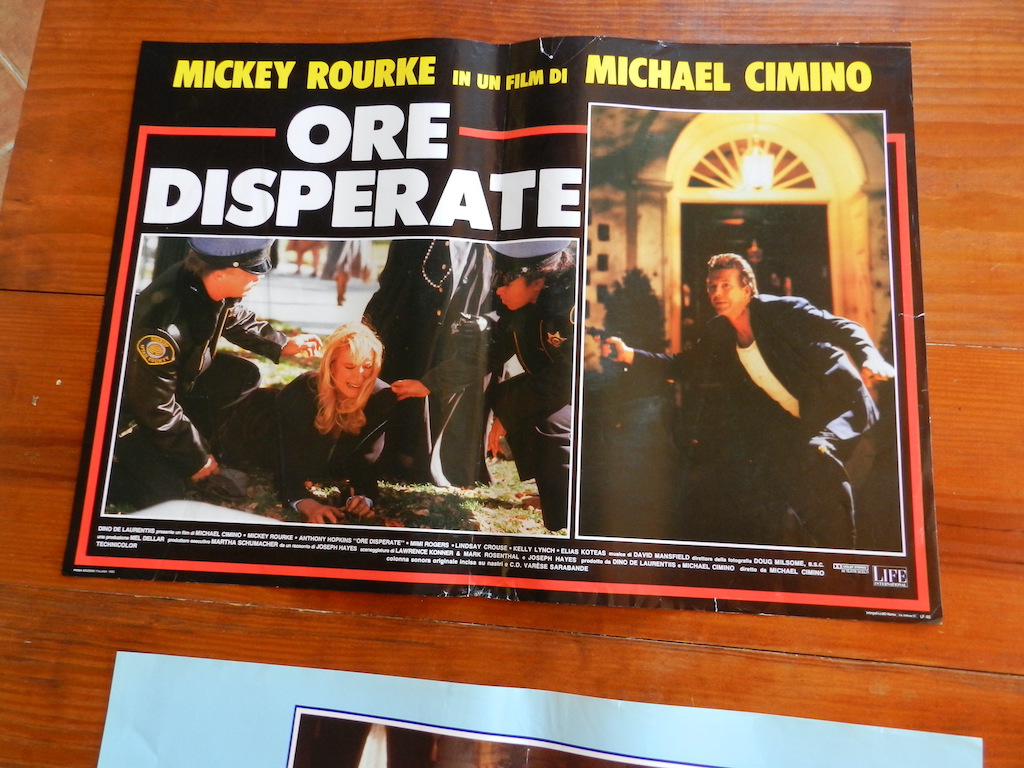 MICKEY ROURKE IN UN FILM DI MICHAEL CIMINO
ORE
DISPERATE
DINO DE LAURENTIIS presenta un film di MICHAEL CIMINO • MICKEY ROURKE • ANTHONY HOPKINS "ORE DISPERATE" • MIMI ROGERS • LINDSAY CROUSE • KELLY LYNCH • ELIAS KOTEAS musica di DAVID MANSFIELD direttore della fotografia DOUG MILSOME, B.S.C.
una produzione MEL DELLAR produttore esecutivo MARTHA SCHUMACHER da un romanzo di JOSEPH HAYES sceneggiatura di LAWRENCE KONNER & MARK ROSENTHAL e JOSEPH HAYES prodotto da DINO DE LAURENTIIS e MICHAEL CIMINO diretto da MICHAEL CIMINO
TECHNICOLOR
colonna sonora originale incisa su nastri e C.D. VARÈSE SARABANDE
LIFE
INTERNATIONAL